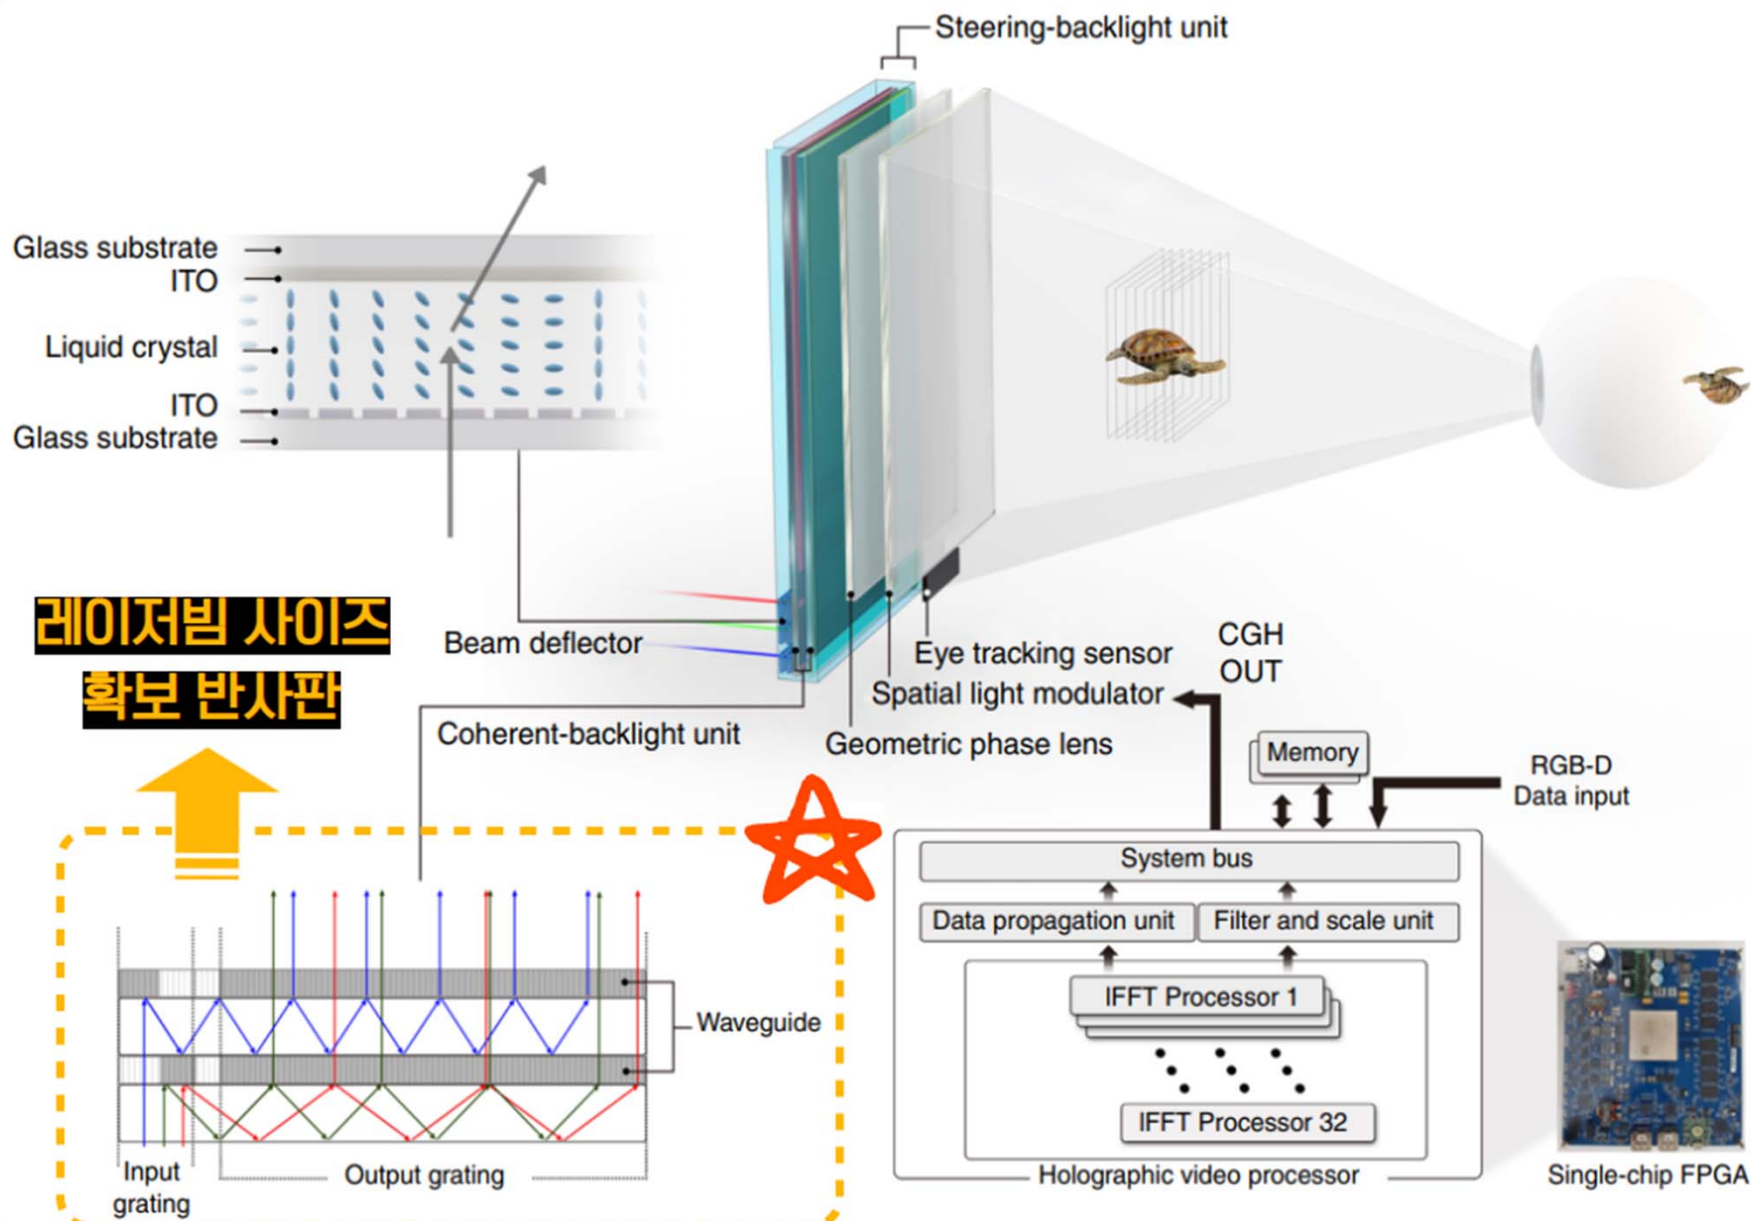 Steering-backlight unit
Glass substrate
ITO
Liquid crystal
ITO
Glass substrate
레이저빔 사이즈
확보 반사판
Beam deflector
Eye tracking sensor
Spatial light modulator
Geometric phase lens
Coherent-backlight unit
CGH
OUT
Memory
RGB-D
Data input
System bus
Data propagation unit
Filter and scale unit
IFFT Processor 1
IFFT Processor 32
Holographic video processor
Single-chip FPGA
Waveguide
Input
grating
Output grating